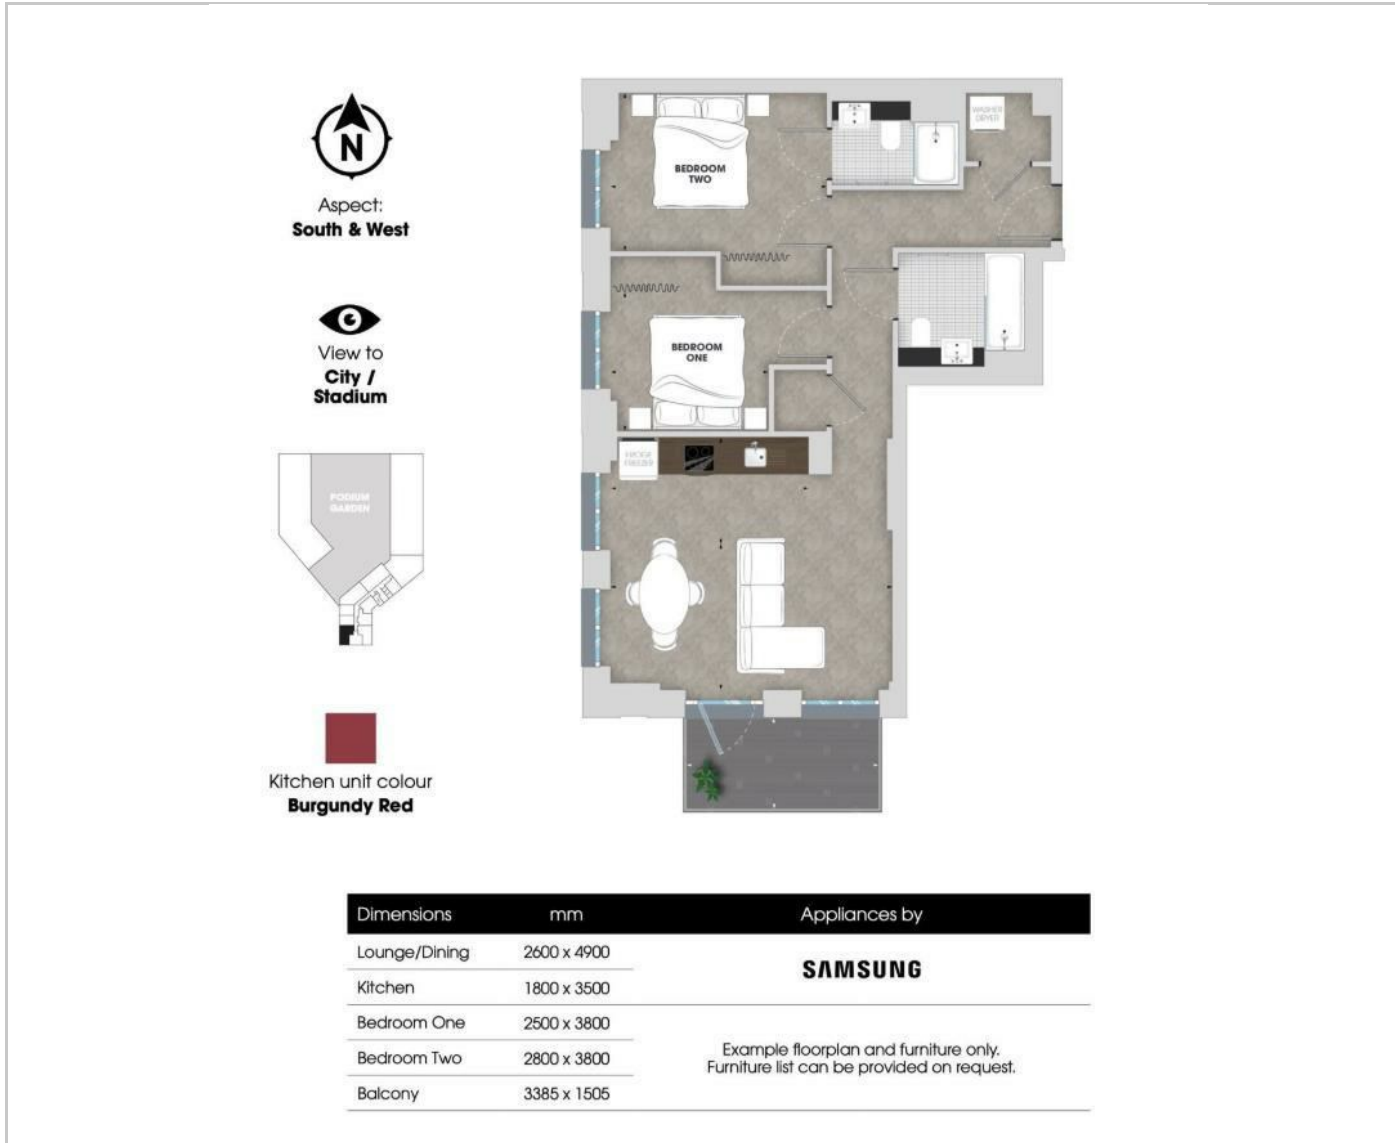 N
Aspect:
South & West
View to
City /
Stadium
PODIUM
GARDEN
Kitchen unit colour
Burgundy Red
BEDROOM
TWO
WASHER
DRYER
BEDROOM
ONE
FRIDGE
FREEZER
Dimensions mm Appliances by
Lounge/Dining 2600 x 4900
SAMSUNG
Kitchen 1800 x 3500
Bedroom One 2500 x 3800
Bedroom Two 2800 x 3800
Balcony 3385 x 1505
Example floorplan and furniture only.
Furniture list can be provided on request.